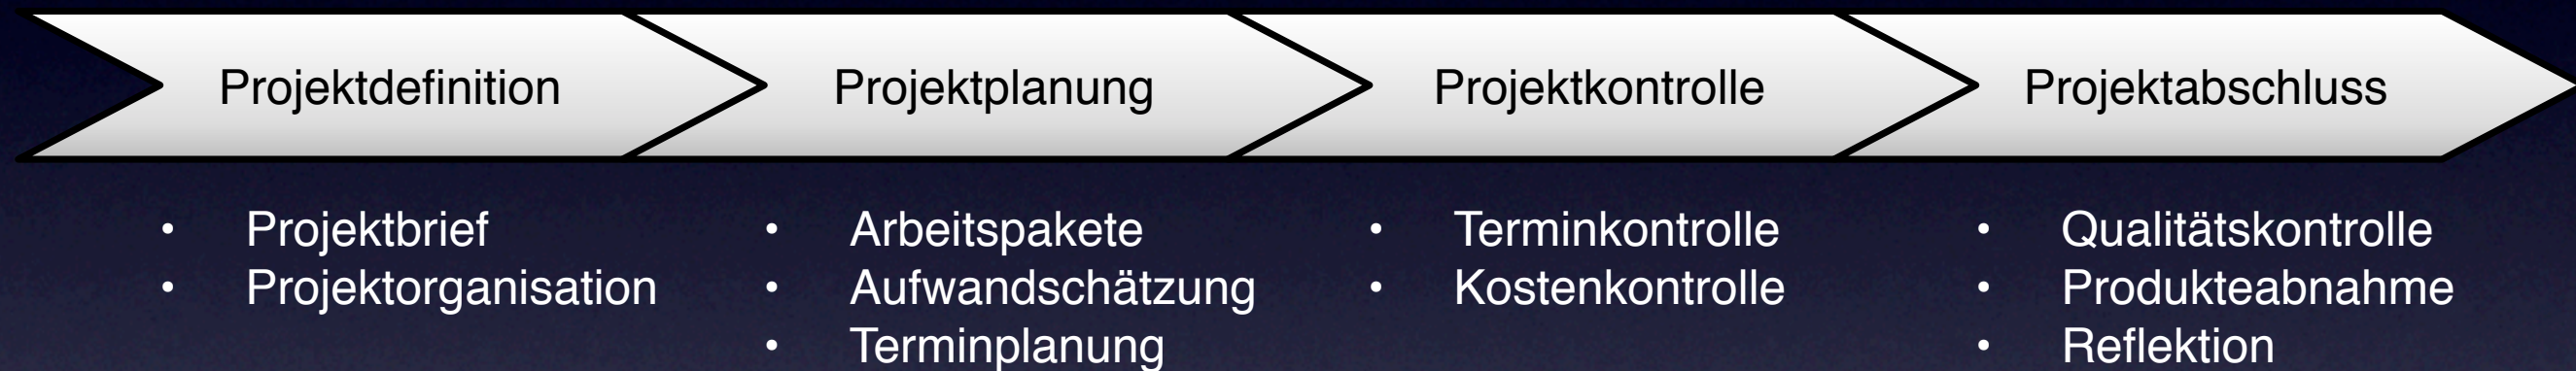 Projektdefinition
Projektplanung
Projektkontrolle
Projektabschluss
• Projektbrief
• Projektorganisation
• Arbeitspakete
• Aufwandschätzung
• Terminplanung
• Terminkontrolle
• Kostenkontrolle
• Qualitätskontrolle
• Produkteabnahme
• Reflektion